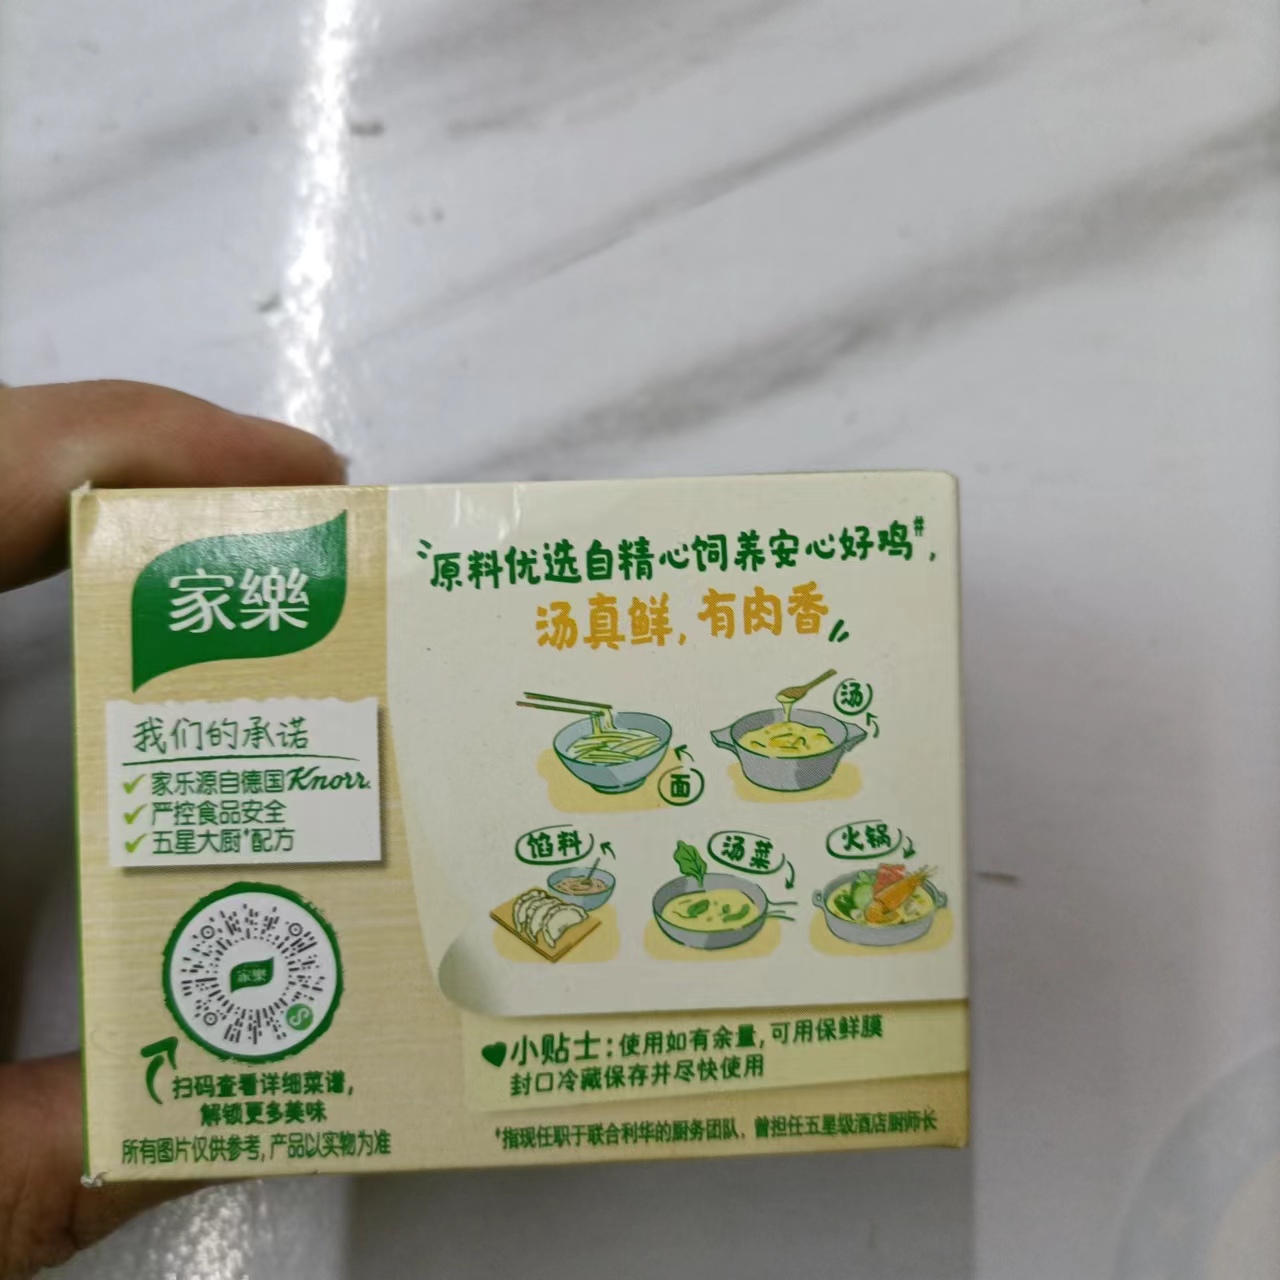 家樂
我们的承诺
家乐源自德国Knorr
严控食品安全
五星大厨+配方
家樂
扫码查看详细菜谱,
解锁更多美味
所有图片仅供参考,产品以实物为准
原料优选自精心饲养安心好鸡#,
汤真鲜,有肉香
汤
面
馅料
汤菜
火锅
小贴士:使用如有余量,可用保鲜膜
封口冷藏保存并尽快使用
+指现任职于联合利华的厨务团队、曾担任五星级酒店厨师长